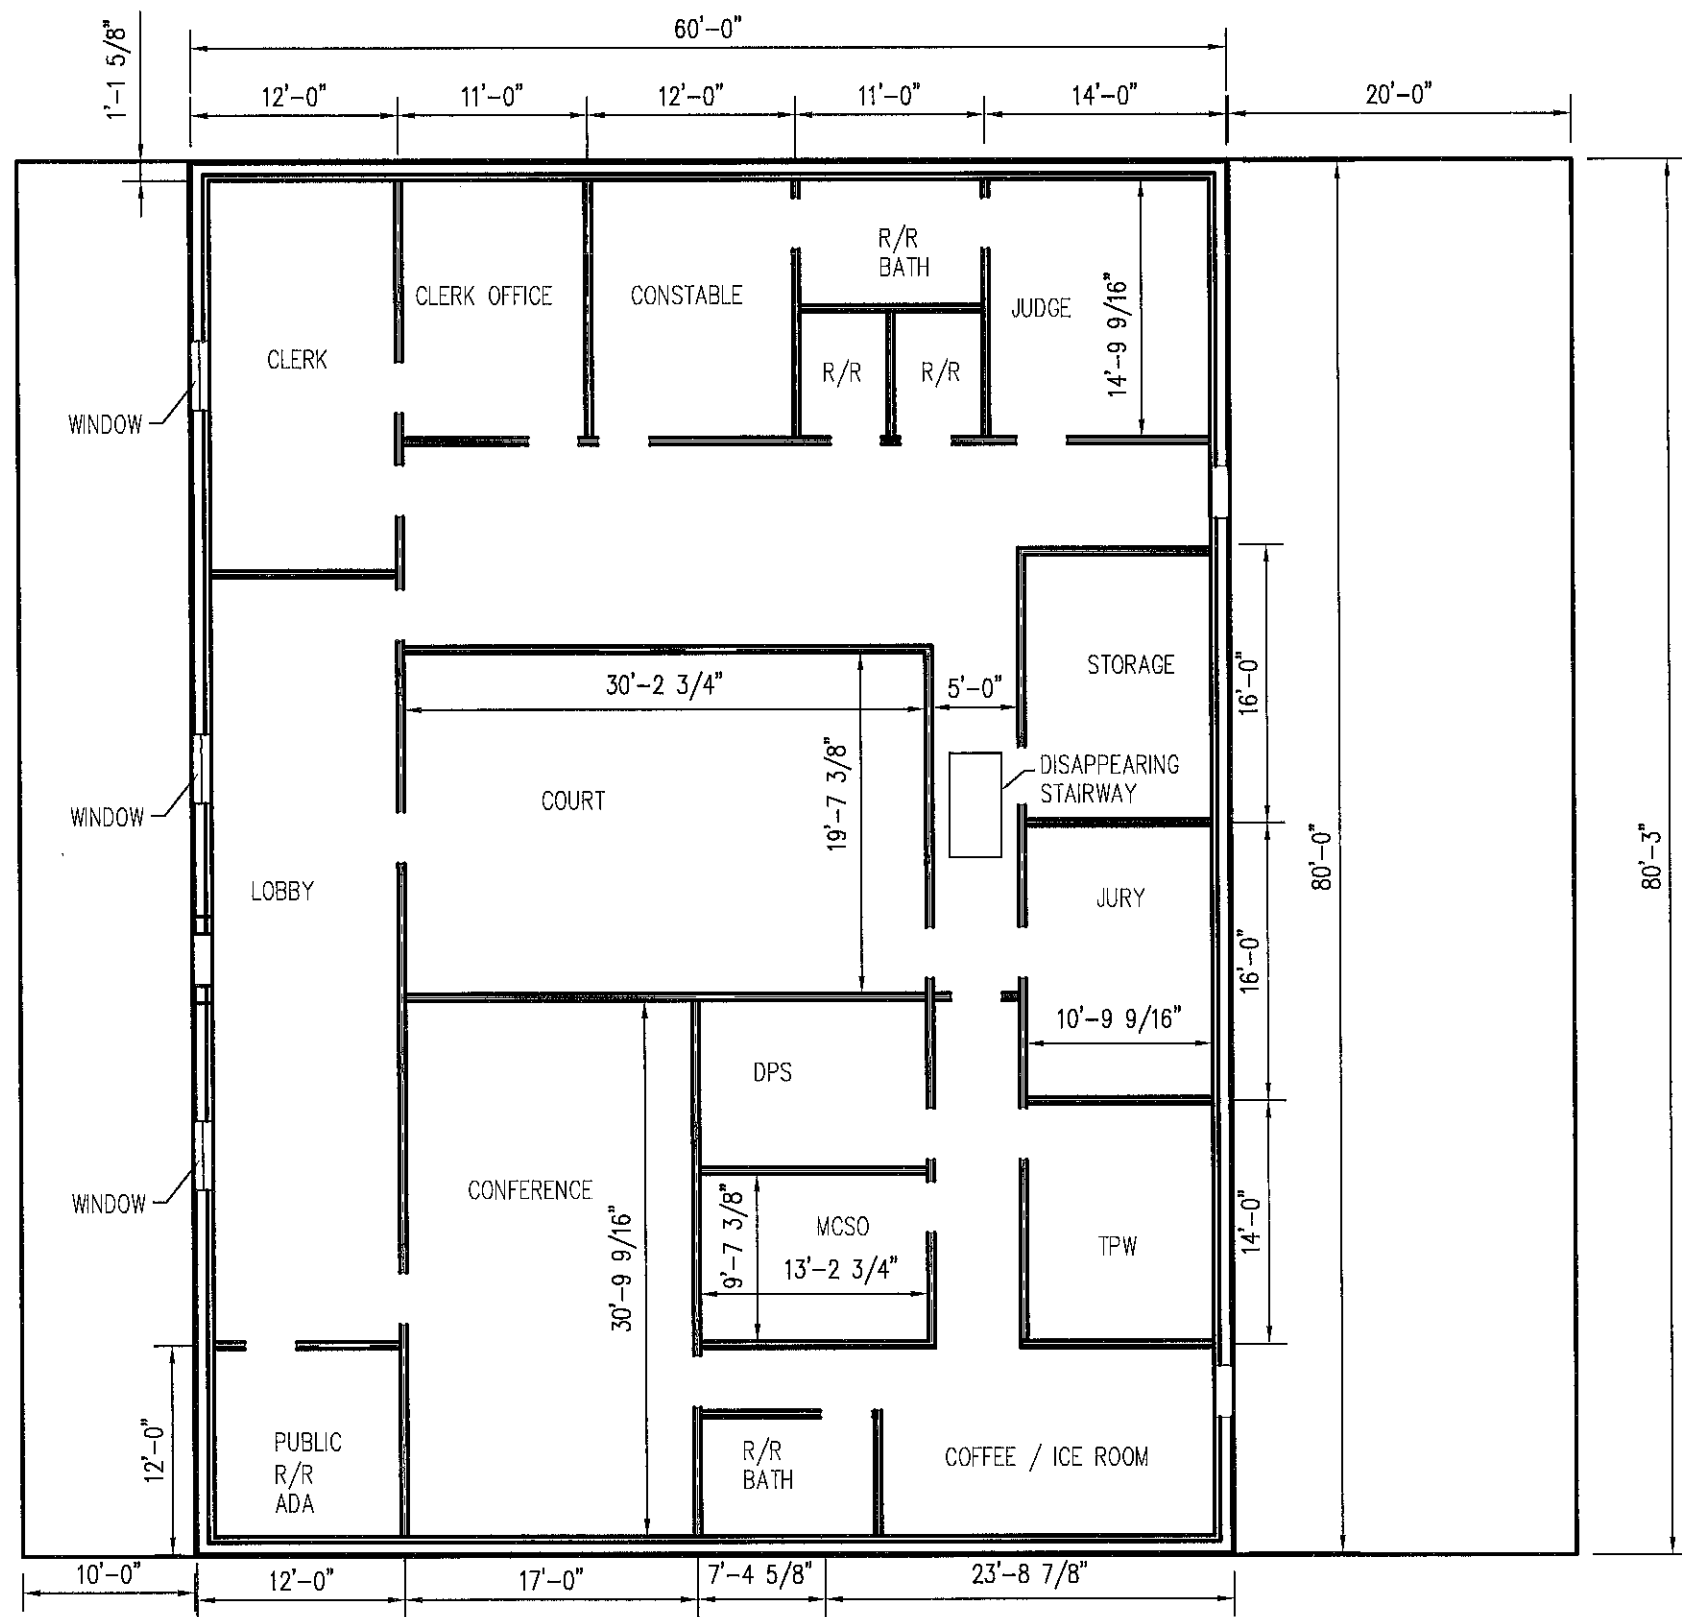 60'-0"
1'-1 5/8"
12'-0"
11'-0"
12'-0"
11'-0"
14'-0"
20'-0"
R/R
BATH
CLERK OFFICE
CONSTABLE
JUDGE
14'-9 9/16"
CLERK
R/R
R/R
WINDOW
30'-2 3/4"
5'-0"
STORAGE
16'-0"
DISAPPEARING
STAIRWAY
COURT
19'-7 3/8"
WINDOW
80'-0"
80'-3"
LOBBY
JURY
16'-0"
10'-9 9/16"
DPS
CONFERENCE
WINDOW
30'-9 9/16"
9'-7 3/8"
MCSO
13'-2 3/4"
TPW
14'-0"
12'-0"
PUBLIC
R/R
ADA
R/R
BATH
COFFEE / ICE ROOM
10'-0"
12'-0"
17'-0"
7'-4 5/8"
23'-8 7/8"